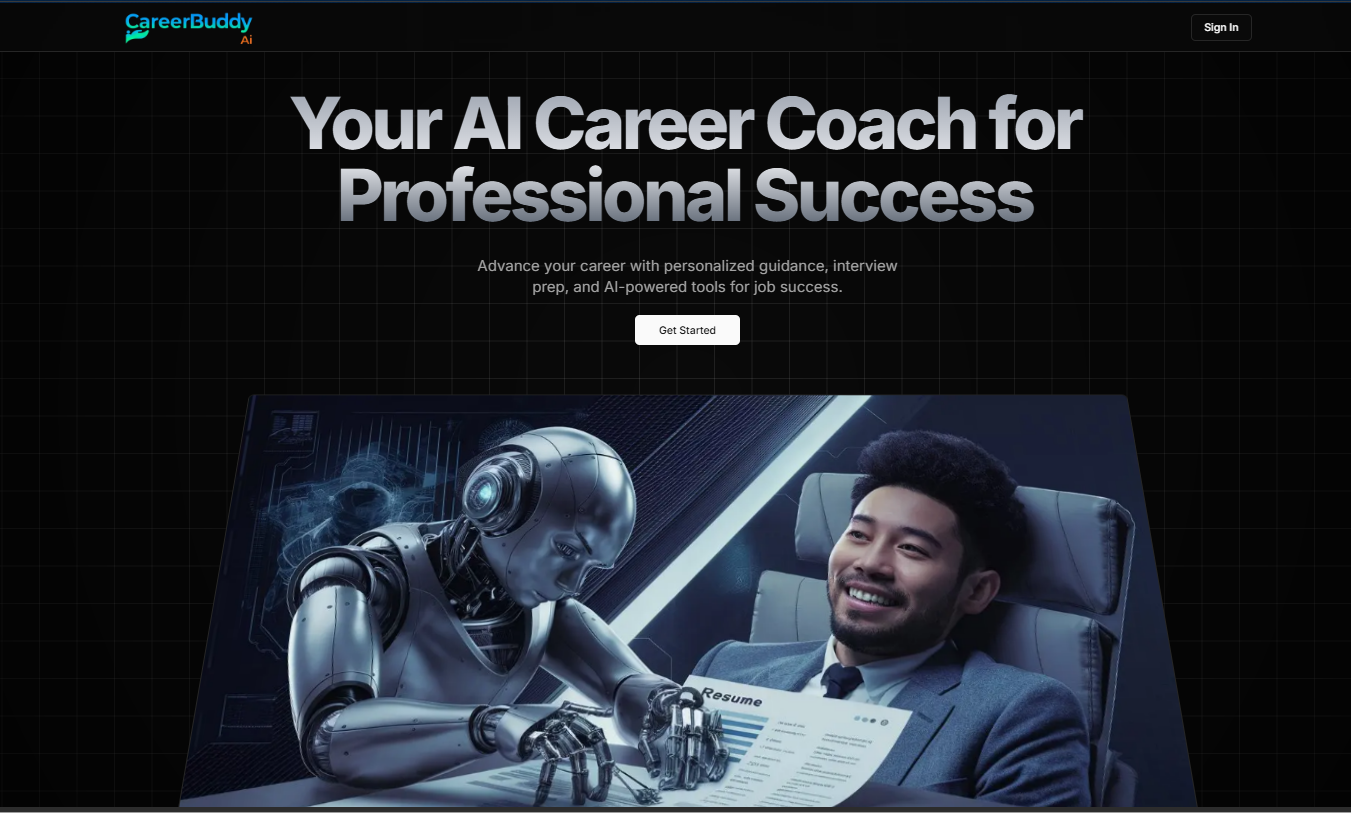 CareerBuddy
Ai
Sign In
Your AI Career Coach for
Professional Success
Advance your career with personalized guidance, interview
prep, and AI-powered tools for job success.
Get Started
Resume